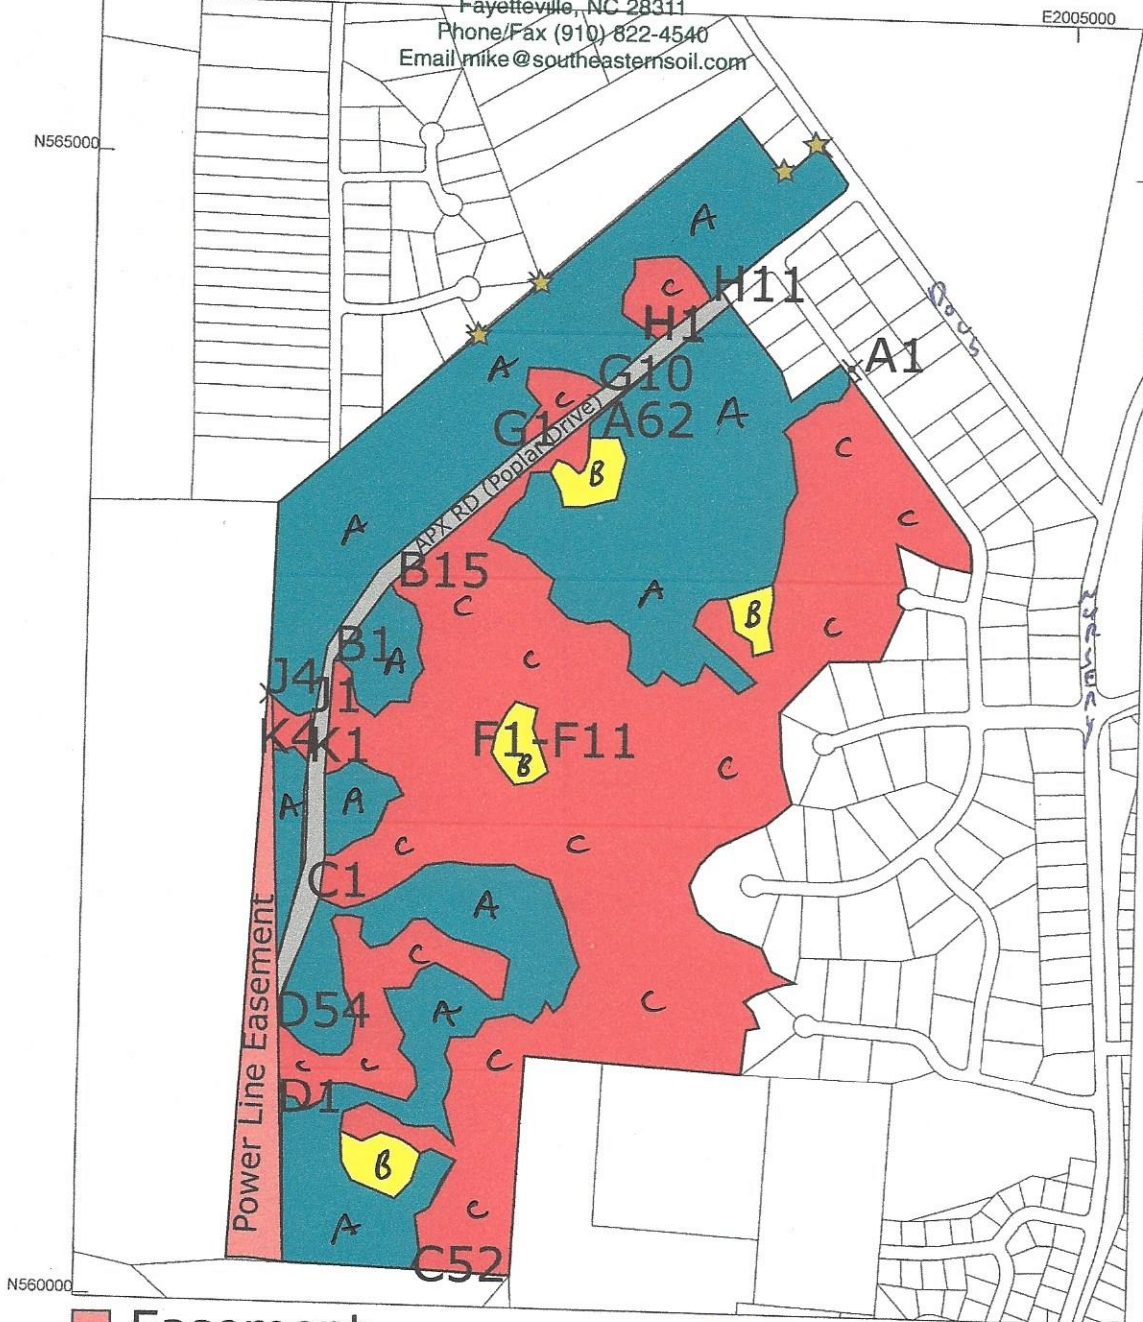 Fayetteville, NC 28311
E2005000
Phone/Fax (910) 822-4540
Email mike@southeasternsoil.com
N565000
A
C
H11
H1
A
G10
A1
C
G1
A62
A
C
B
APX RD (Poplar Drive)
C
A
B15
A
C
B
C
B1
A
C
J4
J1
K4
K1
F1-F11
B
C
A
A
C
C
C1
A
C
Power Line Easement
D54
A
C
C
C
C
D1
B
C
A
C52
N560000
Easement